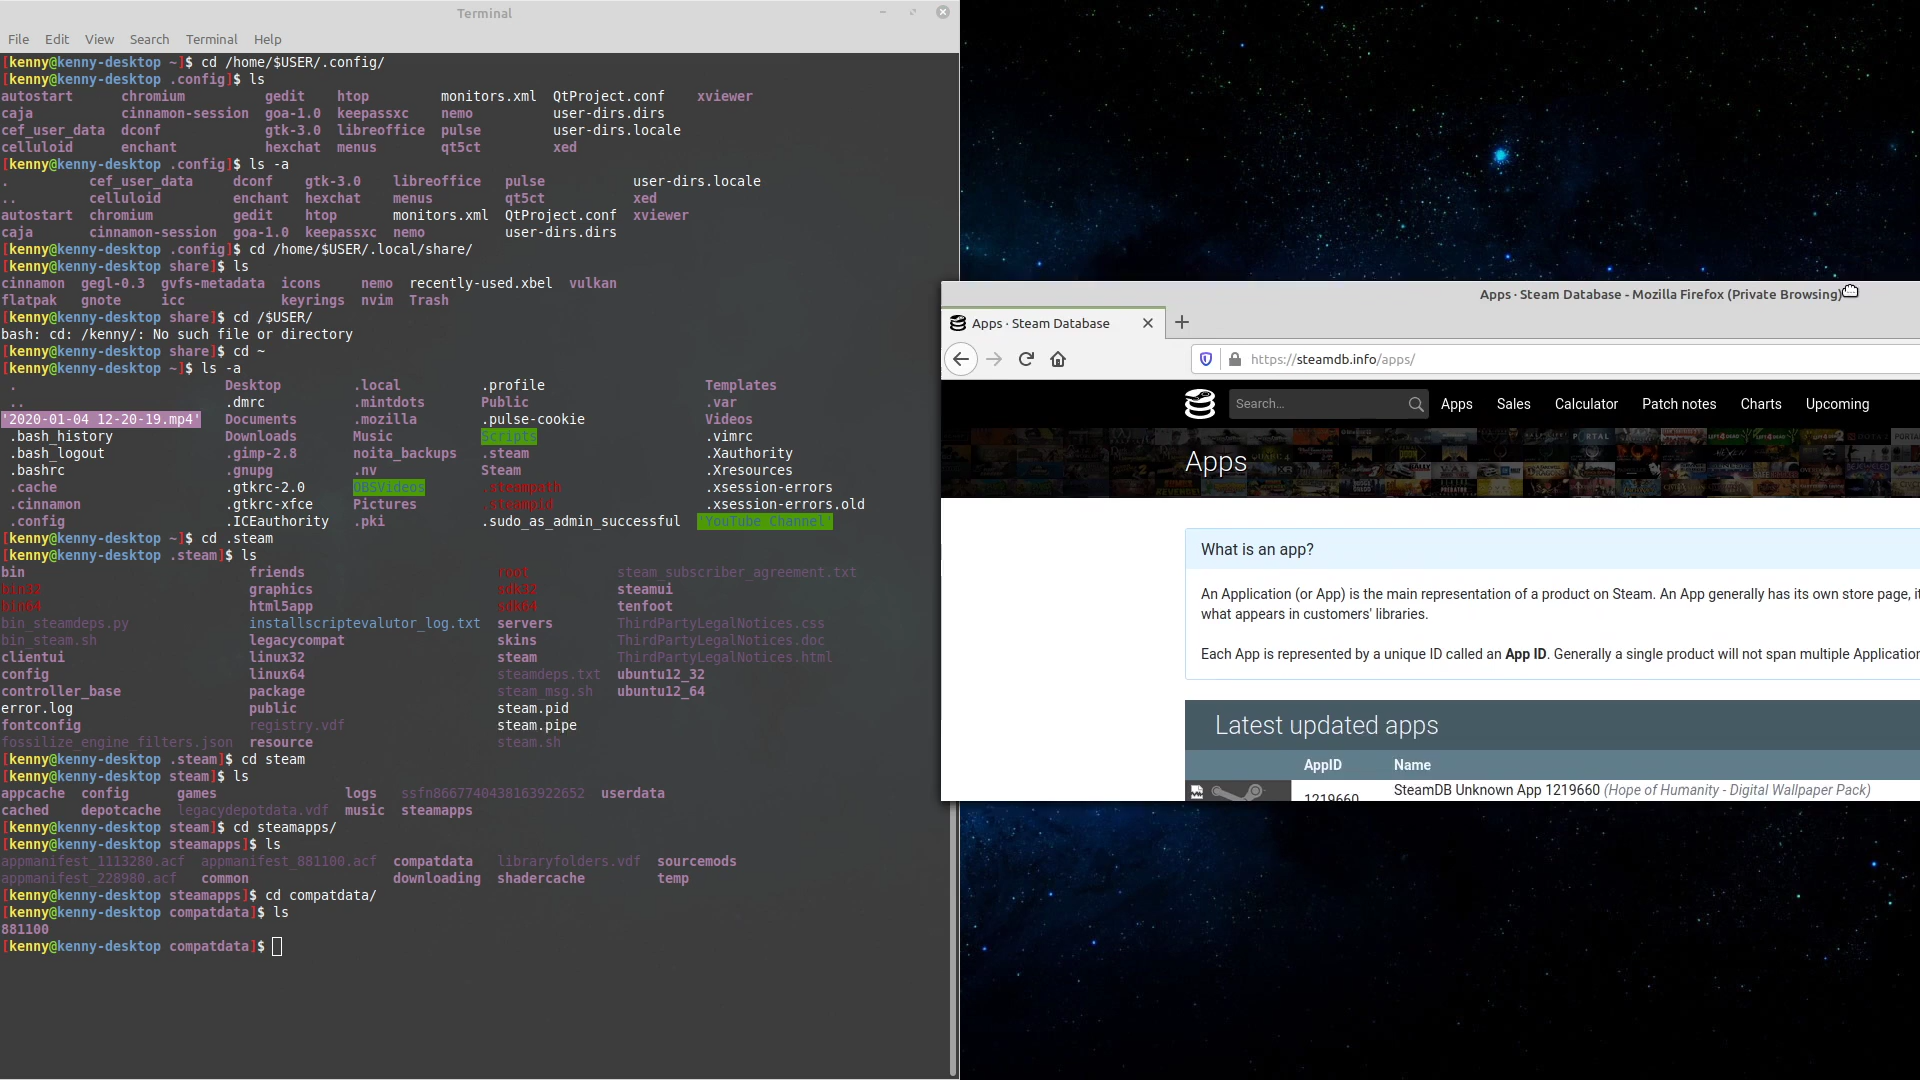 Terminal
File Edit View Search Terminal Help
[kenny@kenny-desktop ~]$ cd /home/$USER/.config/
[kenny@kenny-desktop .config]$ ls
autostart chromium gedit htop monitors.xml QtProject.conf xviewer
caja cinnamon-session goa-1.0 keepassxc nemo user-dirs.dirs
cef_user_data dconf gtk-3.0 libreoffice pulse user-dirs.locale
celluloid enchant hexchat menus qt5ct xed
[kenny@kenny-desktop .config]$ ls -a
. cef_user_data dconf gtk-3.0 libreoffice pulse user-dirs.locale
.. celluloid enchant hexchat menus qt5ct xed
autostart chromium gedit htop monitors.xml QtProject.conf xviewer
caja cinnamon-session goa-1.0 keepassxc nemo user-dirs.dirs
[kenny@kenny-desktop .config]$ cd /home/$USER/.local/share/
[kenny@kenny-desktop share]$ ls
cinnamon gegl-0.3 gvfs-metadata icons nemo recently-used.xbel vulkan
flatpak gnote icc keyrings nvim Trash
[kenny@kenny-desktop share]$ cd /$USER/
bash: cd: /kenny/: No such file or directory
[kenny@kenny-desktop share]$ cd ~
[kenny@kenny-desktop ~]$ ls -a
. Desktop .local .profile Templates
.. .dmrc .mintdots Public .var
'2020-01-04 12-20-19.mp4' Documents .mozilla .pulse-cookie Videos
.bash_history Downloads Music Scripts .vimrc
.bash_logout .gimp-2.8 noita_backups .steam .Xauthority
.bashrc .gnupg .nv Steam .Xresources
.cache .gtkrc-2.0 OBSVideos .steampath .xsession-errors
.cinnamon .gtkrc-xfce Pictures .steampid .xsession-errors.old
.config .ICEauthority .pki .sudo_as_admin_successful 'YouTube Channel'
[kenny@kenny-desktop ~]$ cd .steam
[kenny@kenny-desktop .steam]$ ls
bin friends root steam_subscriber_agreement.txt
bin32 graphics sdk32 steamui
bin64 html5app sdk64 tenfoot
bin_steamdeps.py installscriptevalutor_log.txt servers ThirdPartyLegalNotices.css
bin_steam.sh legacycompat skins ThirdPartyLegalNotices.doc
clientui linux32 steam ThirdPartyLegalNotices.html
config linux64 steamdeps.txt ubuntu12_32
controller_base package steam_msg.sh ubuntu12_64
error.log public steam.pid
fontconfig registry.vdf steam.pipe
fossilize_engine_filters.json resource steam.sh
[kenny@kenny-desktop .steam]$ cd steam
[kenny@kenny-desktop steam]$ ls
appcache config games logs ssfn8667740438163922652 userdata
cached depotcache legacydepotdata.vdf music steamapps
[kenny@kenny-desktop steam]$ cd steamapps/
[kenny@kenny-desktop steamapps]$ ls
appmanifest_1113280.acf appmanifest_881100.acf compatdata libraryfolders.vdf sourcemods
appmanifest_228980.acf common downloading shadercache temp
[kenny@kenny-desktop steamapps]$ cd compatdata/
[kenny@kenny-desktop compatdata]$ ls
881100
[kenny@kenny-desktop compatdata]$
Apps · Steam Database - Mozilla Firefox (Private Browsing)
Apps · Steam Database
https://steamdb.info/apps/
Search... Apps Sales Calculator Patch notes Charts Upcoming
Apps
What is an app?
An Application (or App) is the main representation of a product on Steam. An App generally has its own store page, it
what appears in customers' libraries.
Each App is represented by a unique ID called an App ID. Generally a single product will not span multiple Application
Latest updated apps
AppID Name
1219660 SteamDB Unknown App 1219660 (Hope of Humanity - Digital Wallpaper Pack)